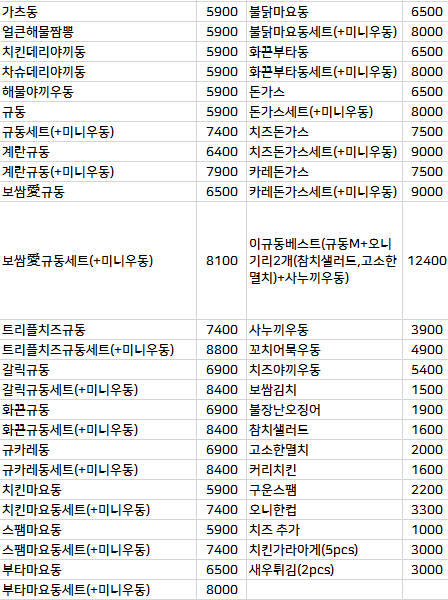 가츠동 5900 불닭마요동 6500
얼큰해물짬뽕 5900 불닭마요동세트(+미니우동) 8000
치킨데리야끼동 5900 화끈부타동 6500
차슈데리야끼동 5900 화끈부타동세트(+미니우동) 8000
해물야끼우동 5900 돈가스 6500
규동 5900 돈가스세트(+미니우동) 8000
규동세트(+미니우동) 7400 치즈돈가스 7500
계란규동 6400 치즈돈가스세트(+미니우동) 9000
계란규동(+미니우동) 7900 카레돈가스 7500
보쌈愛규동 6500 카레돈가스세트(+미니우동) 9000
이규동베스트(규동M+오니
보쌈愛규동세트(+미니우동) 8100 기리2개(참치샐러드,고소한 12400
멸치)+사누끼우동)
트리플치즈규동 7400 사누끼우동 3900
트리플치즈규동세트(+미니우동) 8800 꼬치어묵우동 4900
갈릭규동 6900 치즈야끼우동 5400
갈릭규동세트(+미니우동) 8400 보쌈김치 1500
화끈규동 6900 불장난오징어 1900
화끈규동세트(+미니우동) 8400 참치샐러드 1600
규카레동 6900 고소한멸치 2000
규카레동세트(+미니우동) 8400 커리치킨 1600
치킨마요동 5900 구운스팸 2200
치킨마요동세트(+미니우동) 7400 오니한컵 3300
스팸마요동 5900 치즈 추가 1000
스팸마요동세트(+미니우동) 7400 치킨가라아게(5pcs) 3000
부타마요동 6500 새우튀김(2pcs) 3000
부타마요동세트(+미니우동) 8000